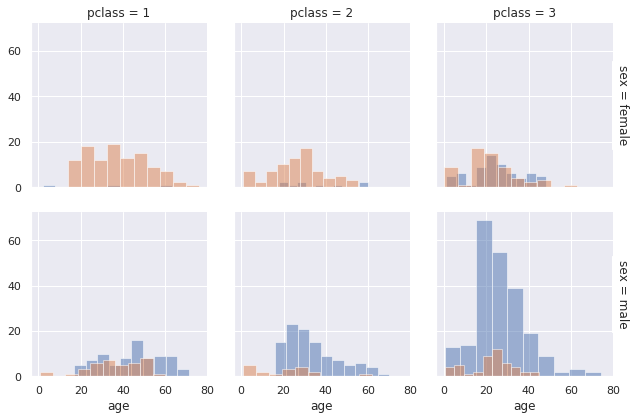 pclass = 1
pclass = 2
pclass = 3
60
40
20
0
sex = female
60
40
20
0
sex = male
0 20 40 60 80
0 20 40 60 80
0 20 40 60 80
age
age
age